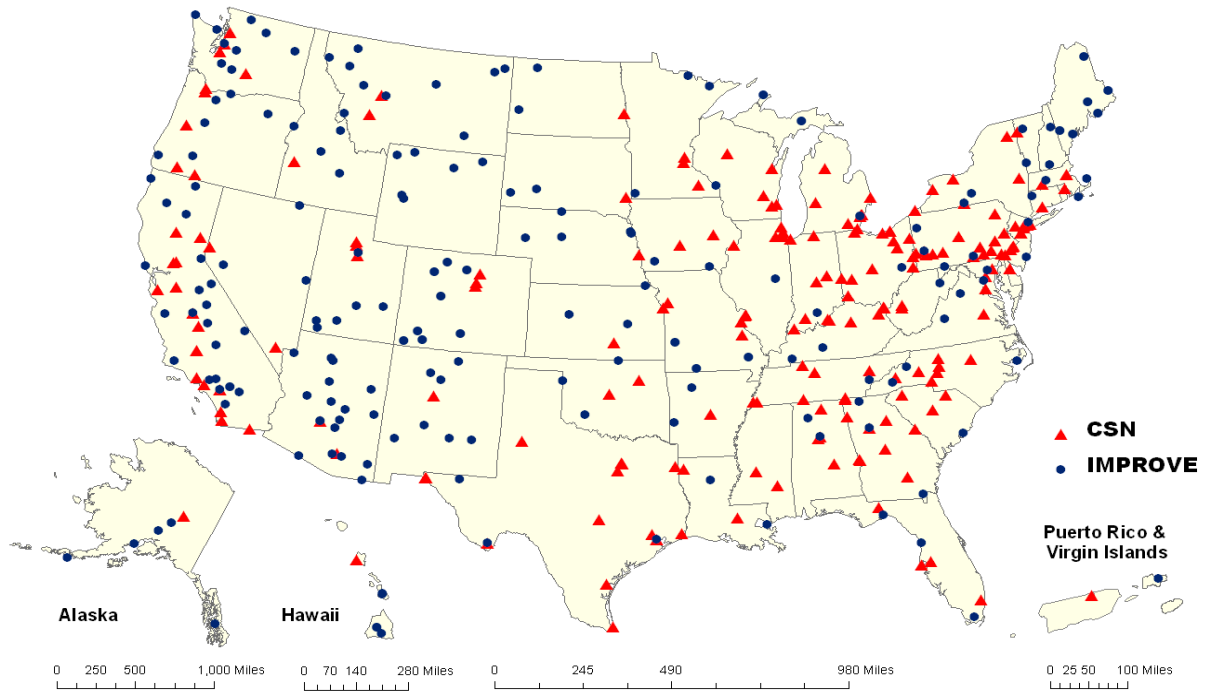 CSN
IMPROVE
Puerto Rico &
Virgin Islands
Alaska
Hawaii
0 250 500 1,000 Miles
0 70 140 280 Miles
0 245 490 980 Miles
0 25 50 100 Miles